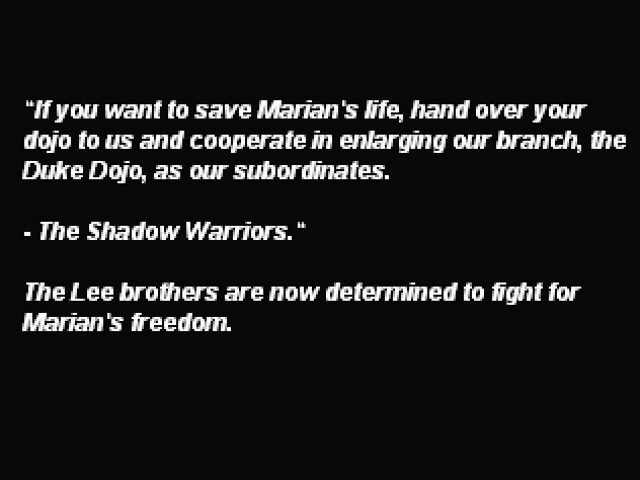 “If you want to save Marian's life, hand over your
dojo to us and cooperate in enlarging our branch, the
Duke Dojo, as our subordinates.
- The Shadow Warriors.“
The Lee brothers are now determined to fight for
Marian's freedom.